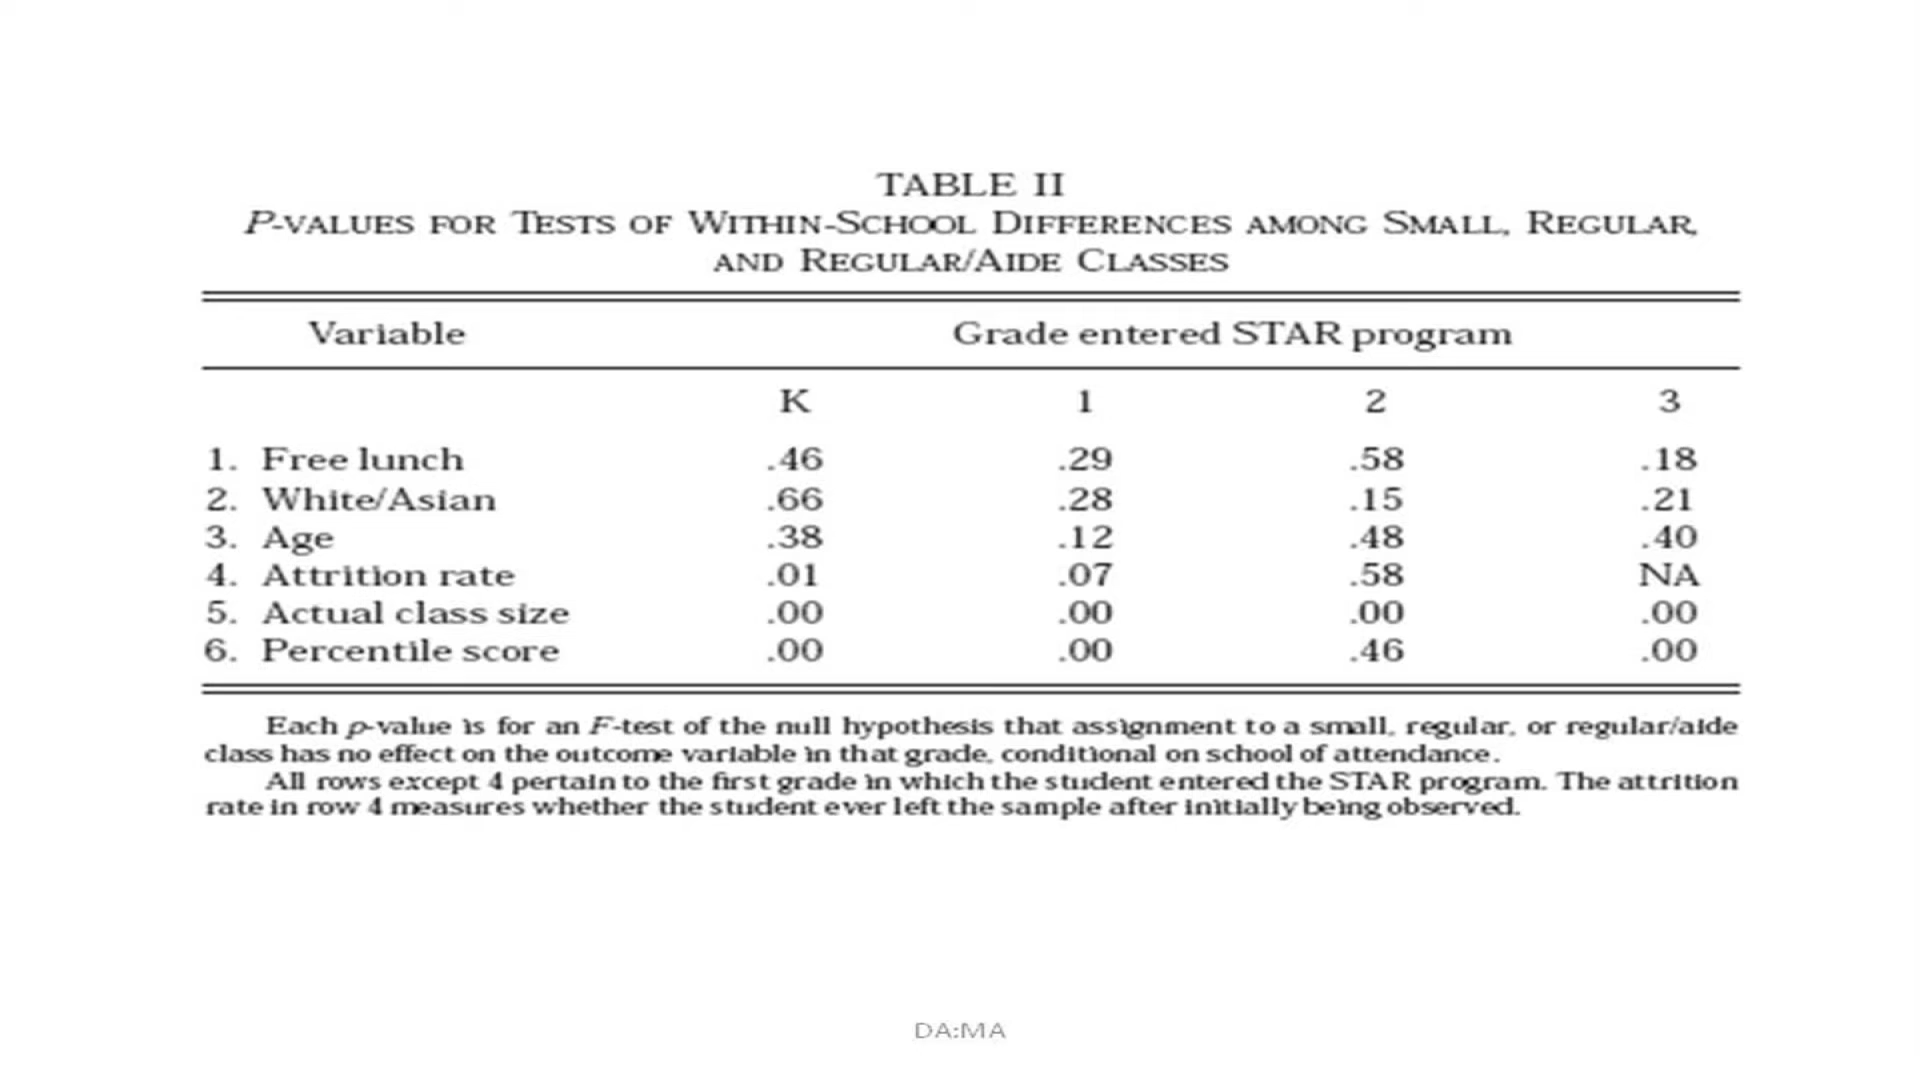 TABLE II
P-VALUES FOR TESTS OF WITHIN-SCHOOL DIFFERENCES AMONG SMALL, REGULAR,
AND REGULAR/AIDE CLASSES
Variable Grade entered STAR program
K 1 2 3
1. Free lunch .46 .29 .58 .18
2. White/Asian .66 .28 .15 .21
3. Age .38 .12 .48 .40
4. Attrition rate .01 .07 .58 NA
5. Actual class size .00 .00 .00 .00
6. Percentile score .00 .00 .46 .00
Each p-value is for an F-test of the null hypothesis that assignment to a small, regular, or regular/aide
class has no effect on the outcome variable in that grade, conditional on school of attendance.
All rows except 4 pertain to the first grade in which the student entered the STAR program. The attrition
rate in row 4 measures whether the student ever left the sample after initially being observed.
DA:MA